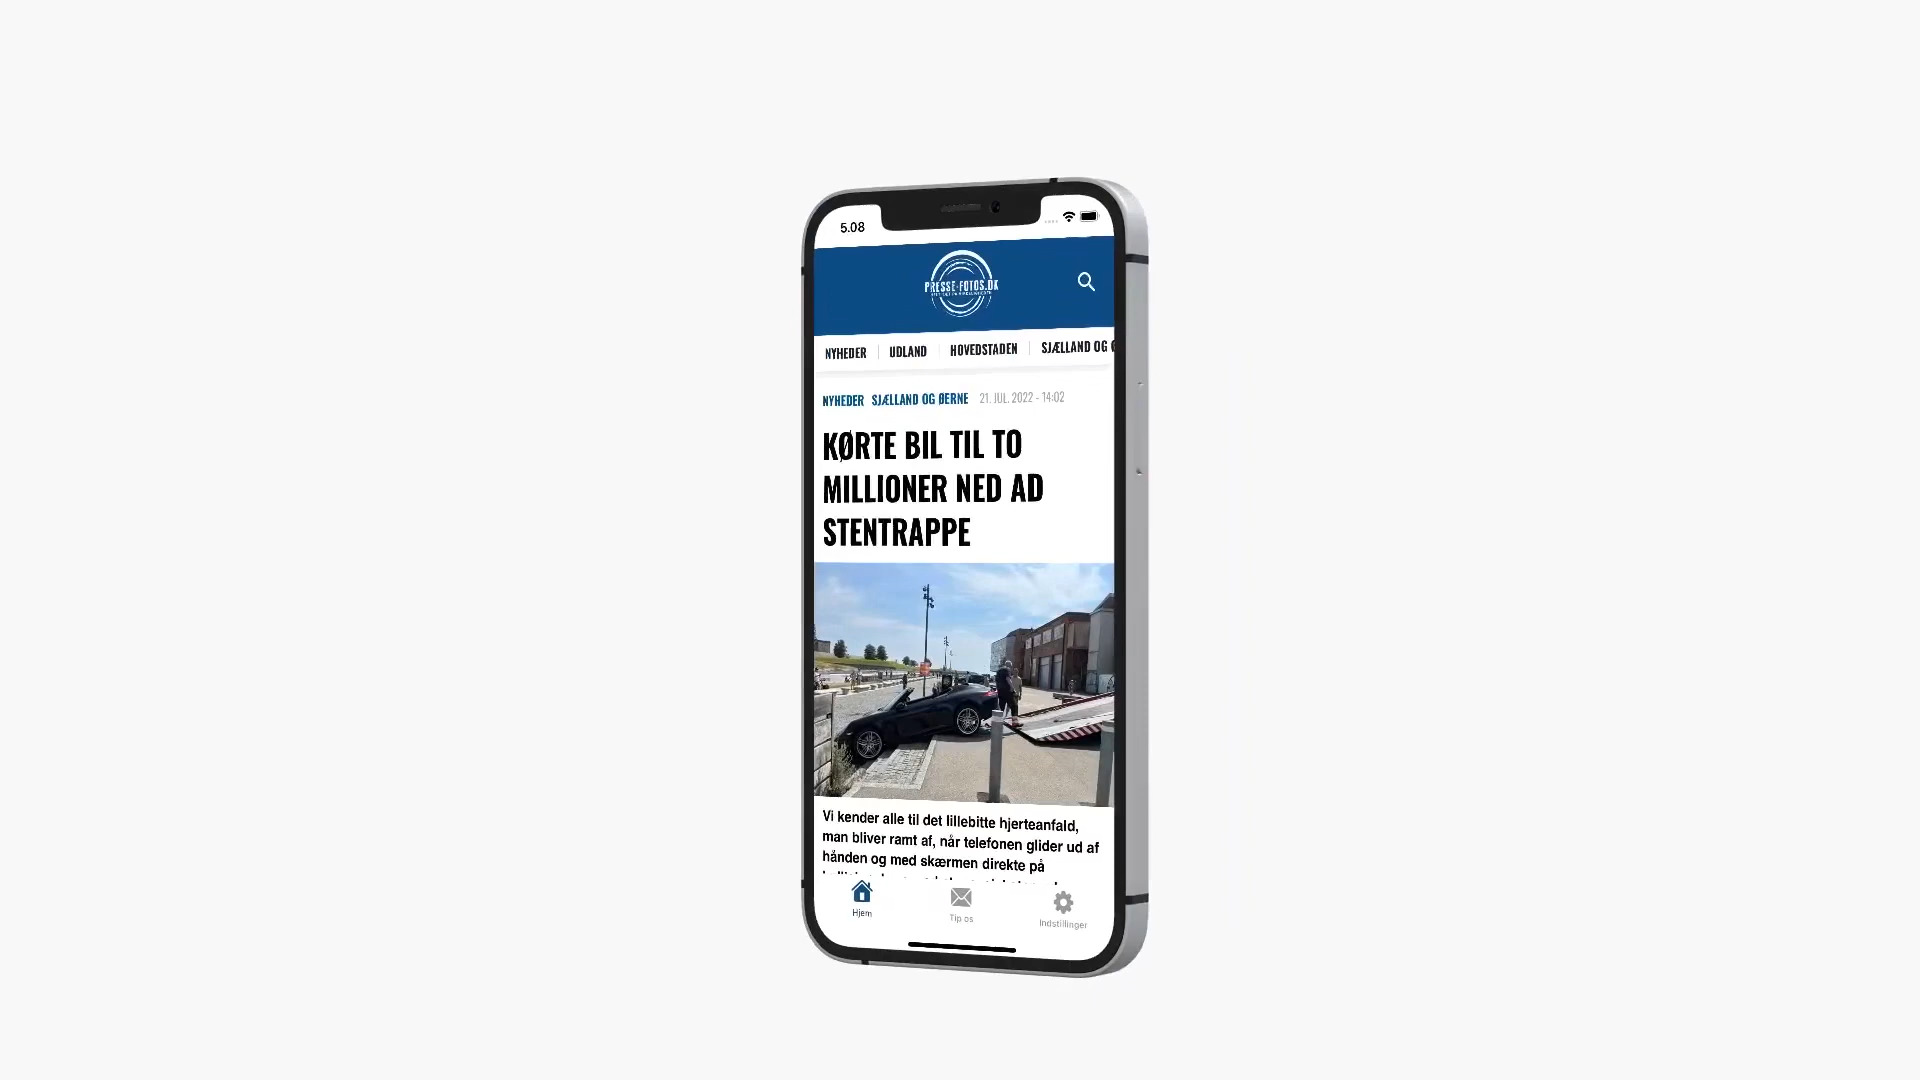 5.08
PRESSE-FOTOS.DK
NYHEDER UDLAND HOVEDSTADEN SJÆLLAND OG
NYHEDER SJÆLLAND OG ØERNE 21. JUL. 2022 - 14:02
KØRTE BIL TIL TO
MILLIONER NED AD
STENTRAPPE
Vi kender alle til det lillebitte hjerteanfald,
man bliver ramt af, når telefonen glider ud af
hånden og med skærmen direkte på
Hjem Tip os Indstillinger